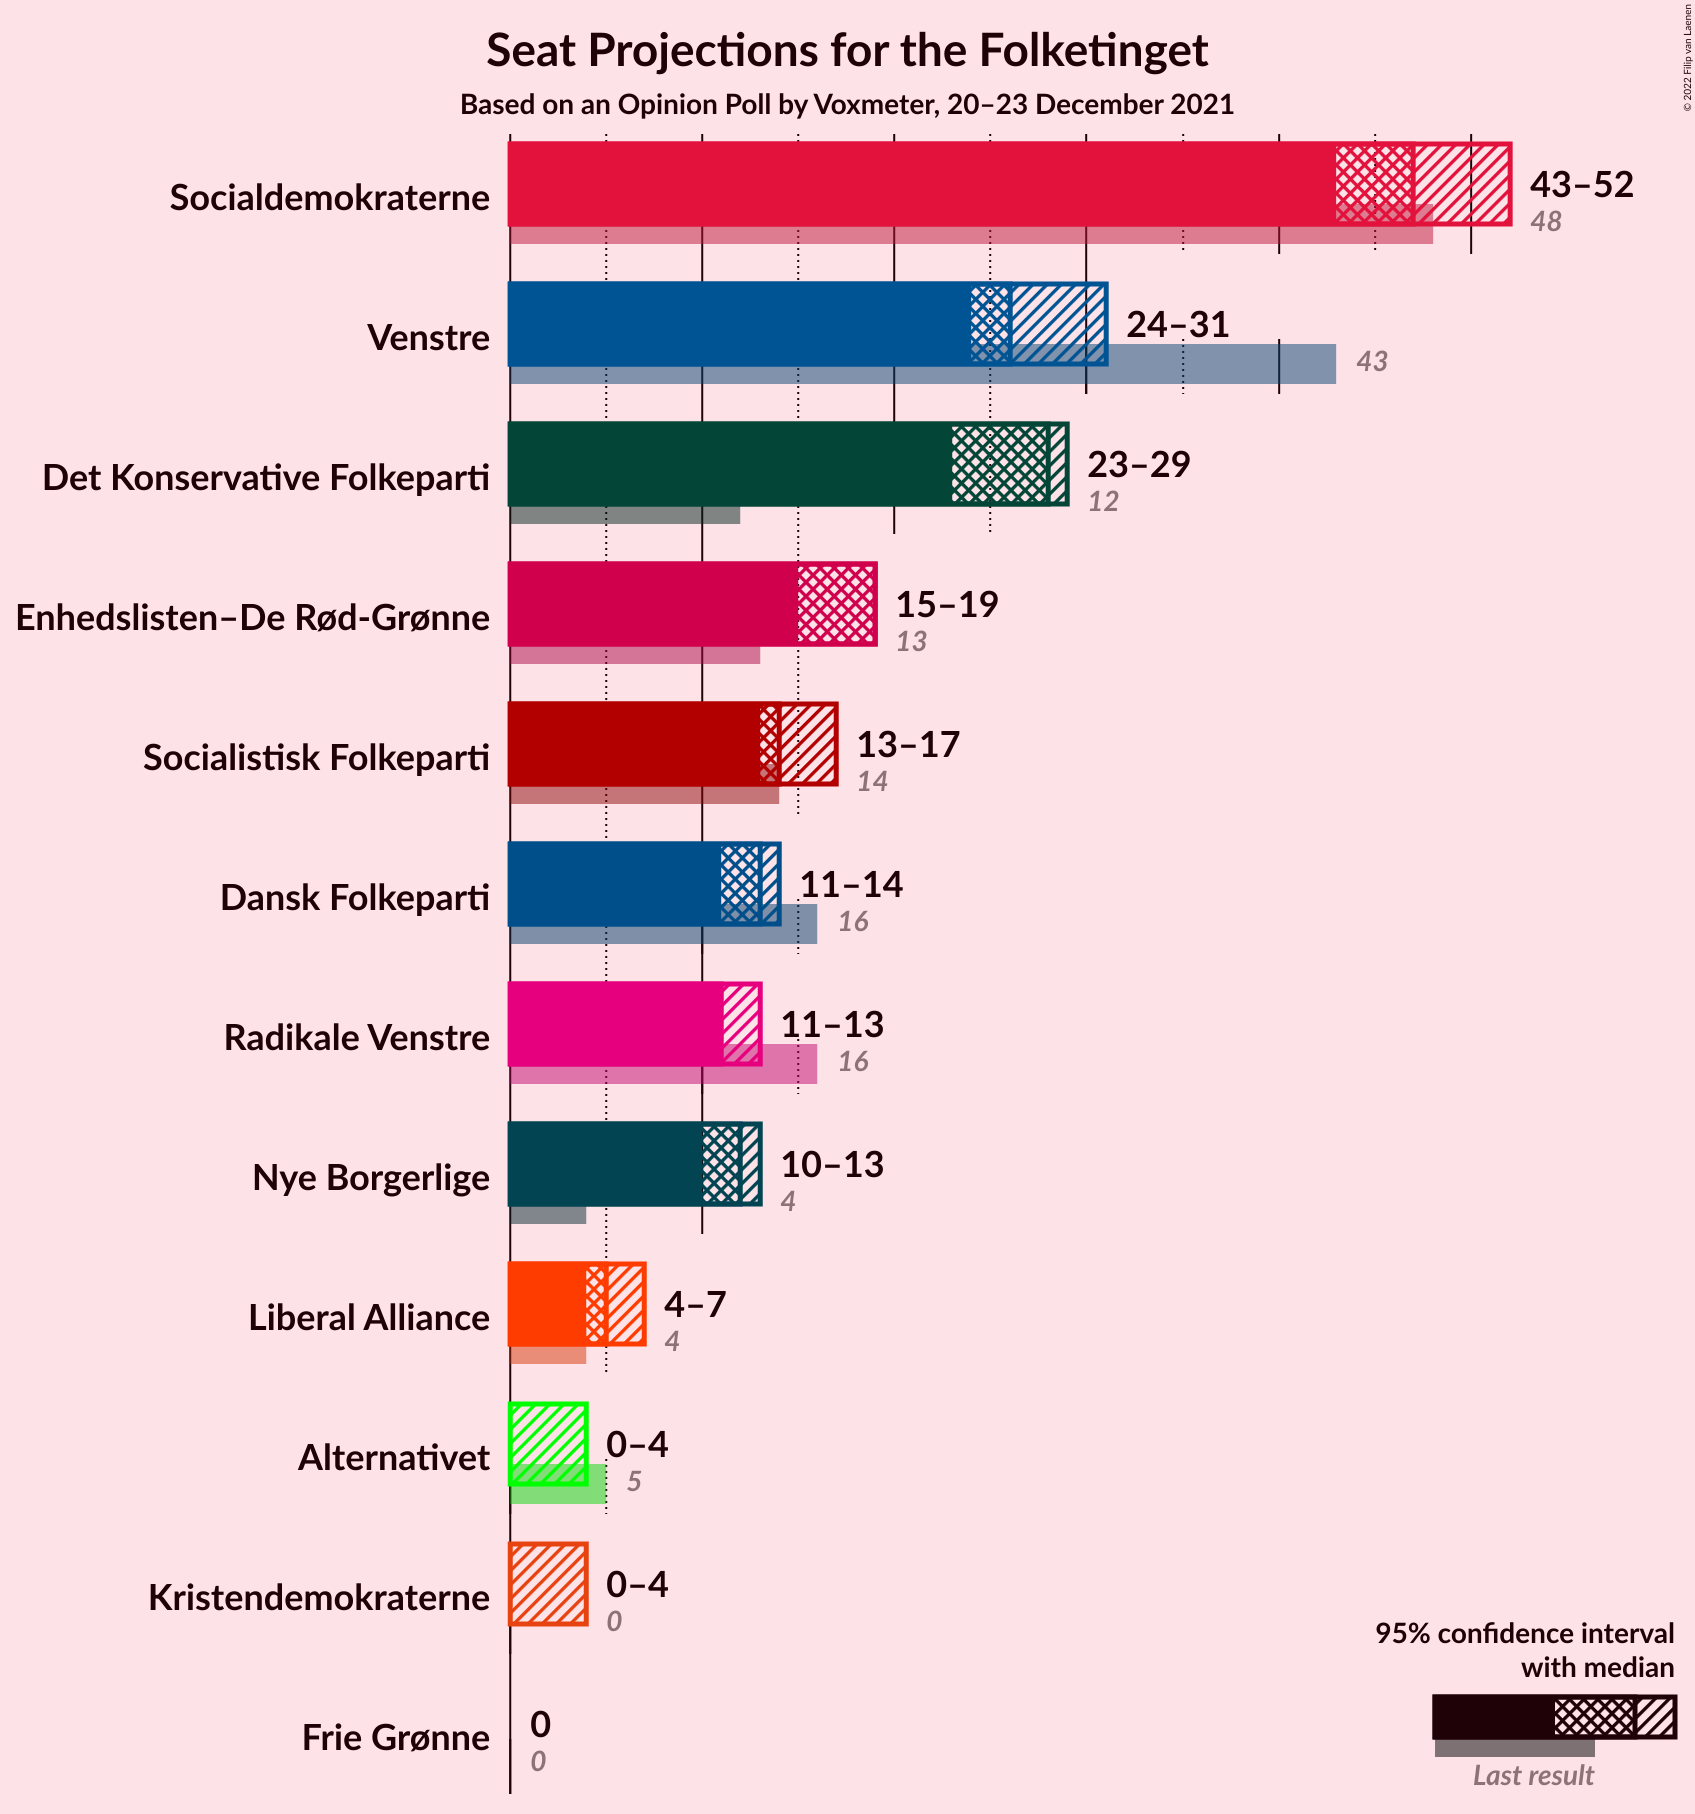 Seat Projections for the Folketinget
Based on an Opinion Poll by Voxmeter, 20–23 December 2021
© 2022 Filip van Laenen
Socialdemokraterne
43–52
48
Venstre
24–31
43
Det Konservative Folkeparti
23–29
12
Enhedslisten–De Rød-Grønne
15–19
13
Socialistisk Folkeparti
13–17
14
Dansk Folkeparti
11–14
16
Radikale Venstre
11–13
16
Nye Borgerlige
10–13
4
Liberal Alliance
4–7
4
Alternativet
0–4
5
Kristendemokraterne
0–4
0
Frie Grønne
0
0
95% confidence interval
with median
Last result